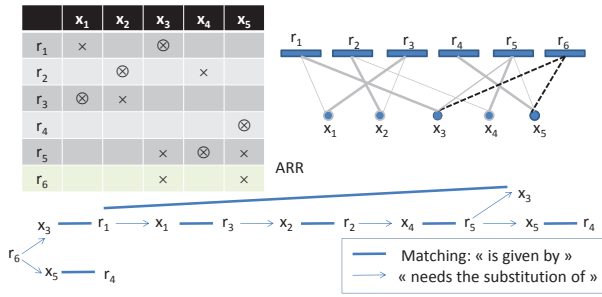 x₁ x₂ x₃ x₄ x₅
r₁ × ⊗
r₂ ⊗ ×
r₃ ⊗ ×
r₄ ⊗
r₅ × ⊗ ×
r₆ × ×
r₁ r₂ r₃ r₄ r₅ r₆
x₁ x₂ x₃ x₄ x₅
ARR
x₃
x₃ r₁ x₁ r₃ x₂ r₂ x₄ r₅ x₅ r₄
r₆
x₅ r₄
Matching: « is given by »
« needs the substitution of »